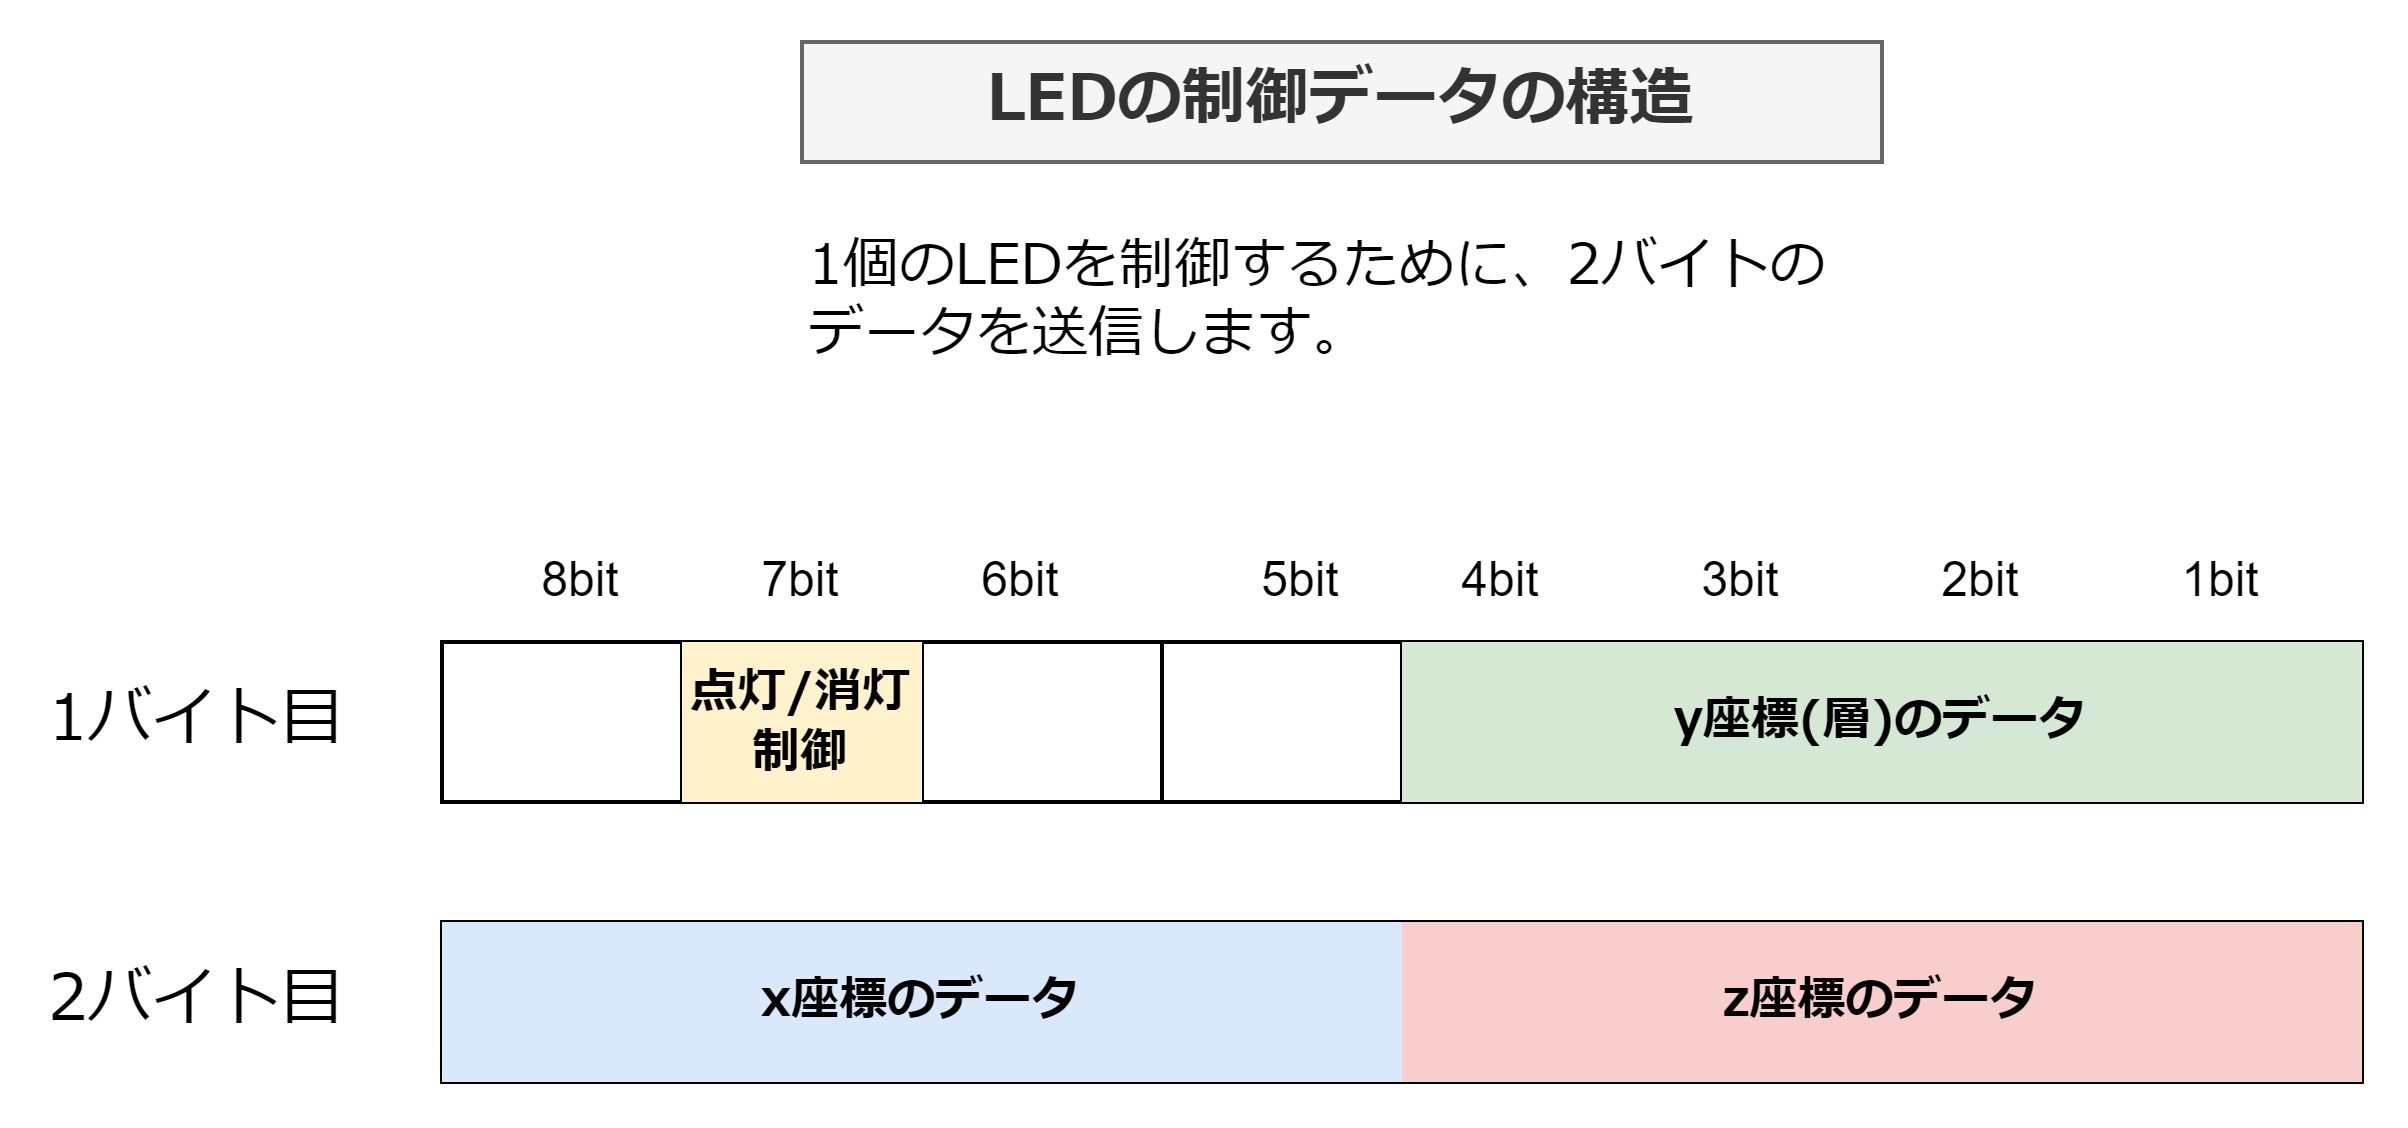 LEDの制御データの構造
1個のLEDを制御するために、2バイトの
データを送信します。
8bit 7bit 6bit 5bit 4bit 3bit 2bit 1bit
1バイト目
点灯/消灯
制御
y座標(層)のデータ
2バイト目
x座標のデータ
z座標のデータ